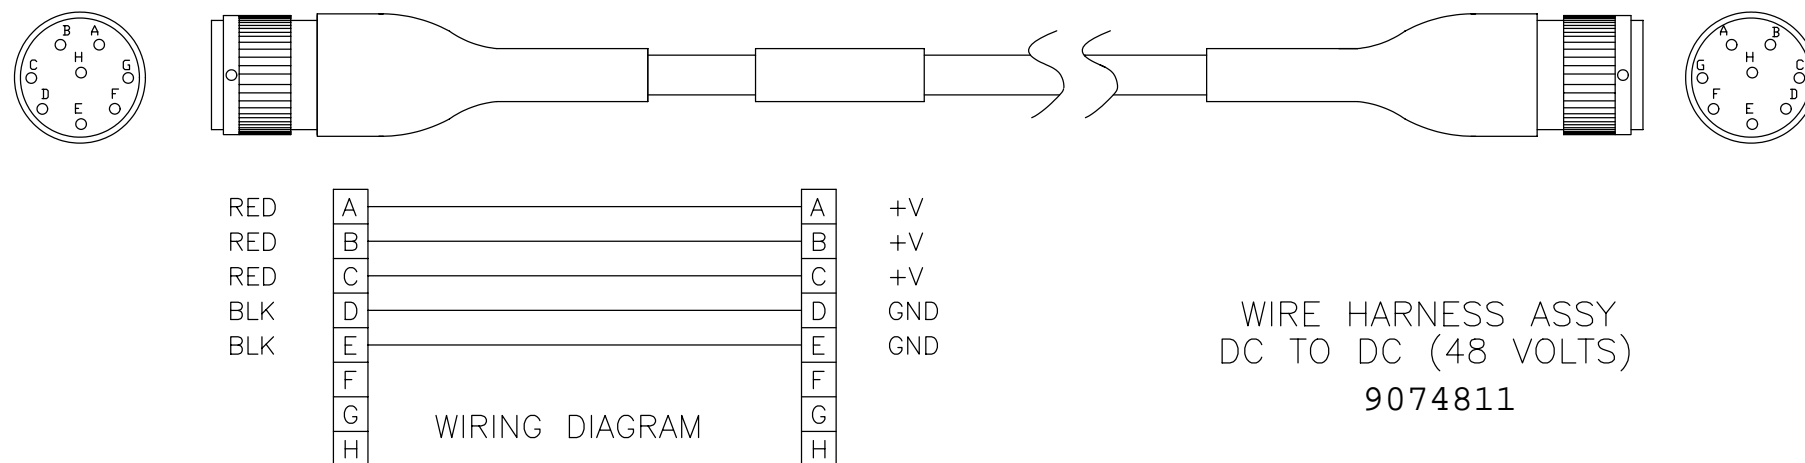 B A
H
C G
D F
E
A B
H
G C
F D
E
RED A A +V
RED B B +V
RED C C +V
BLK D D GND
BLK E E GND
F F
G G
H H
WIRING DIAGRAM
WIRE HARNESS ASSY
DC TO DC (48 VOLTS)
9074811